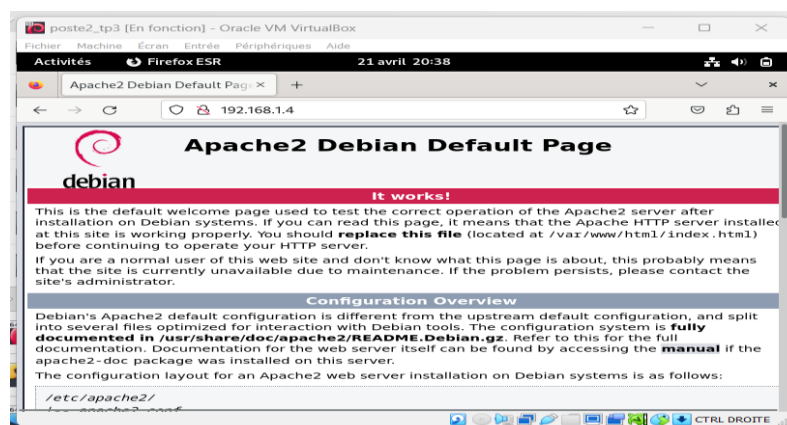 poste2_tp3 [En fonction] - Oracle VM VirtualBox
Fichier Machine Écran Entrée Périphériques Aide
Activités Firefox ESR 21 avril 20:38
Apache2 Debian Default Pag
192.168.1.4
debian
Apache2 Debian Default Page
It works!
This is the default welcome page used to test the correct operation of the Apache2 server after
installation on Debian systems. If you can read this page, it means that the Apache HTTP server installed
at this site is working properly. You should replace this file (located at /var/www/html/index.html)
before continuing to operate your HTTP server.
If you are a normal user of this web site and don't know what this page is about, this probably means
that the site is currently unavailable due to maintenance. If the problem persists, please contact the
site's administrator.
Configuration Overview
Debian's Apache2 default configuration is different from the upstream default configuration, and split
into several files optimized for interaction with Debian tools. The configuration system is fully
documented in /usr/share/doc/apache2/README.Debian.gz. Refer to this for the full
documentation. Documentation for the web server itself can be found by accessing the manual if the
apache2-doc package was installed on this server.
The configuration layout for an Apache2 web server installation on Debian systems is as follows:
/etc/apache2/
CTRL DROITE